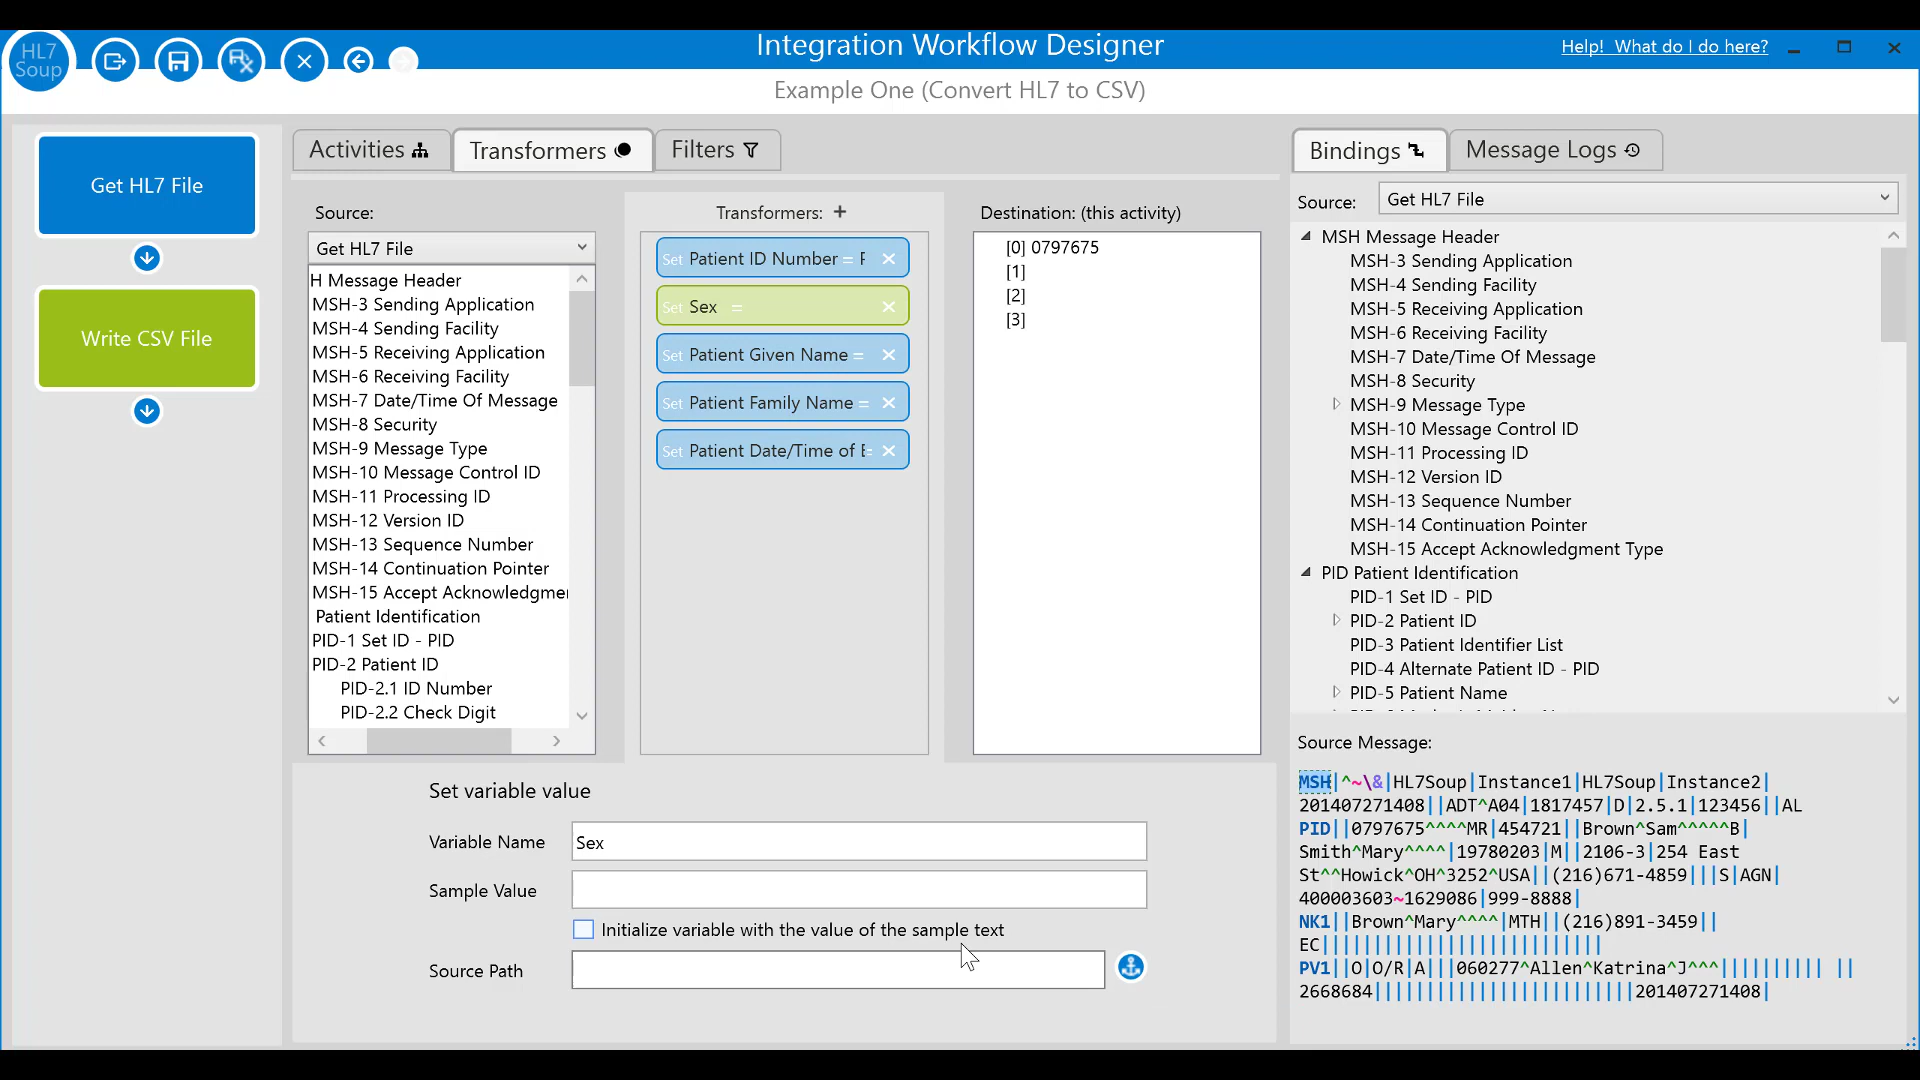 HL7
Soup
Integration Workflow Designer
Help!  What do I do here?
Example One (Convert HL7 to CSV)
Get HL7 File
Write CSV File
Activities
Transformers
Filters
Source:
Get HL7 File
H Message Header
MSH-3 Sending Application
MSH-4 Sending Facility
MSH-5 Receiving Application
MSH-6 Receiving Facility
MSH-7 Date/Time Of Message
MSH-8 Security
MSH-9 Message Type
MSH-10 Message Control ID
MSH-11 Processing ID
MSH-12 Version ID
MSH-13 Sequence Number
MSH-14 Continuation Pointer
MSH-15 Accept Acknowledgmer
Patient Identification
PID-1 Set ID - PID
PID-2 Patient ID
PID-2.1 ID Number
PID-2.2 Check Digit
Transformers: +
Set Patient ID Number = F
Set Sex =
Set Patient Given Name =
Set Patient Family Name =
Set Patient Date/Time of E =
Destination: (this activity)
[0] 0797675
[1]
[2]
[3]
Set variable value
Variable Name
Sex
Sample Value
Initialize variable with the value of the sample text
Source Path
Bindings
Message Logs
Source:
Get HL7 File
MSH Message Header
MSH-3 Sending Application
MSH-4 Sending Facility
MSH-5 Receiving Application
MSH-6 Receiving Facility
MSH-7 Date/Time Of Message
MSH-8 Security
MSH-9 Message Type
MSH-10 Message Control ID
MSH-11 Processing ID
MSH-12 Version ID
MSH-13 Sequence Number
MSH-14 Continuation Pointer
MSH-15 Accept Acknowledgment Type
PID Patient Identification
PID-1 Set ID - PID
PID-2 Patient ID
PID-3 Patient Identifier List
PID-4 Alternate Patient ID - PID
PID-5 Patient Name
Source Message:
MSH|^~\&|HL7Soup|Instance1|HL7Soup|Instance2|
201407271408||ADT^A04|1817457|D|2.5.1|123456||AL
PID||0797675^^^^MR|454721||Brown^Sam^^^^^B|
Smith^Mary^^^^|19780203|M||2106-3|254 East
St^^Howick^OH^3252^USA||(216)671-4859|||S|AGN|
400003603~1629086|999-8888|
NK1||Brown^Mary^^^^|MTH||(216)891-3459||
EC|||||||||||||||||||||||||||
PV1||O|O/R|A|||060277^Allen^Katrina^J^^^|||||||||| ||
2668684|||||||||||||||||||||||||201407271408|